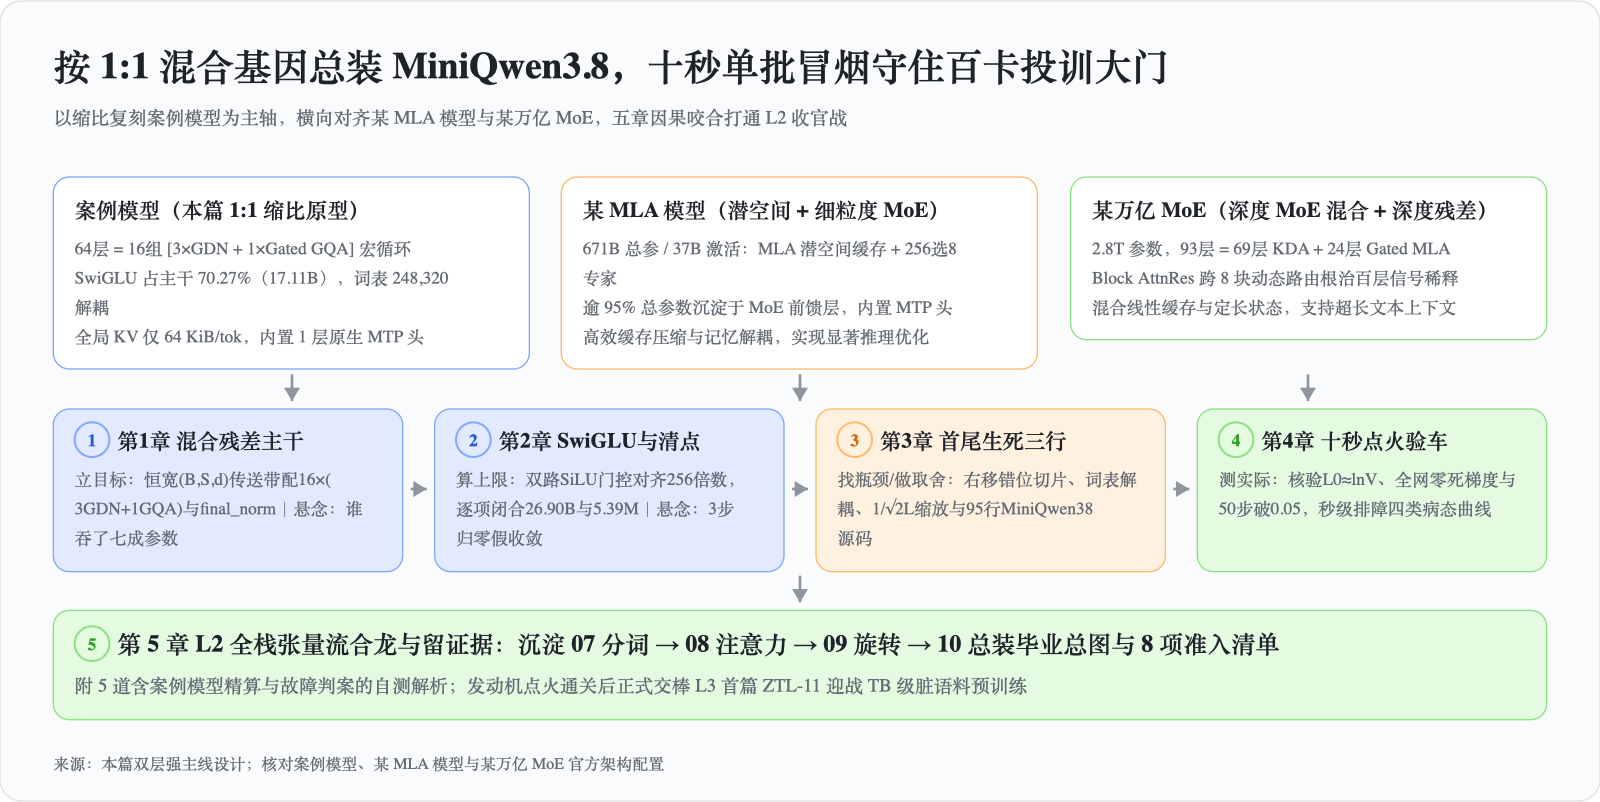 按 1:1 混合基因总装 MiniQwen3.8，十秒单批冒烟守住百卡投训大门
以缩比复刻案例模型为主轴，横向对齐某 MLA 模型与某万亿 MoE，五章因果咬合打通 L2 收官战
案例模型（本篇 1:1 缩比原型）
64层 = 16组 [3×GDN + 1×Gated GQA] 宏循环
SwiGLU 占主干 70.27%（17.11B），词表 248,320
解耦
全局 KV 仅 64 KiB/tok，内置 1 层原生 MTP 头
某 MLA 模型（潜空间 + 细粒度 MoE）
671B 总参 / 37B 激活：MLA 潜空间缓存 + 256选8
专家
逾 95% 总参数沉淀于 MoE 前馈层，内置 MTP 头
高效缓存压缩与记忆解耦，实现显著推理优化
某万亿 MoE（深度 MoE 混合 + 深度残差）
2.8T 参数，93层 = 69层 KDA + 24层 Gated MLA
Block AttnRes 跨 8 块动态路由根治百层信号稀释
混合线性缓存与定长状态，支持超长文本上下文
1 第1章 混合残差主干
立目标：恒宽(B,S,d)传送带配16×(
3GDN+1GQA)与final_norm｜悬念：谁
吞了七成参数
2 第2章 SwiGLU与清点
算上限：双路SiLU门控对齐256倍数，
逐项闭合26.90B与5.39M｜悬念：3步
归零假收敛
3 第3章 首尾生死三行
找瓶颈/做取舍：右移错位切片、词表解
耦、1/√2L缩放与95行MiniQwen38
源码
4 第4章 十秒点火验车
测实际：核验L0≈lnV、全网零死梯度与
50步破0.05，秒级排障四类病态曲线
5 第 5 章 L2 全栈张量流合龙与留证据：沉淀 07 分词 → 08 注意力 → 09 旋转 → 10 总装毕业总图与 8 项准入清单
附 5 道含案例模型精算与故障判案的自测解析；发动机点火通关后正式交棒 L3 首篇 ZTL-11 迎战 TB 级脏语料预训练
来源：本篇双层强主线设计；核对案例模型、某 MLA 模型与某万亿 MoE 官方架构配置